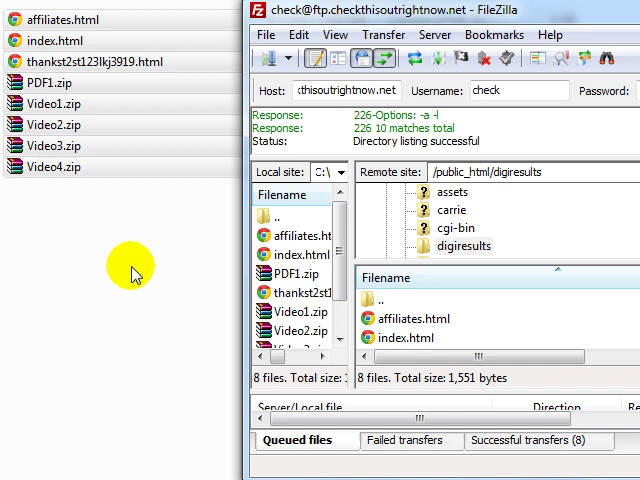 affiliates.html
index.html
thankst2st123lkj3919.html
PDF1.zip
Video1.zip
Video2.zip
Video3.zip
Video4.zip
check@ftp.checkthisoutrightnow.net - FileZilla
File Edit View Transfer Server Bookmarks Help
Host: :thisoutrightnow.net Username: check Password:
Response: 226-Options: -a -l
Response: 226 10 matches total
Status: Directory listing successful
Local site: C:\
Filename
..
affiliates.ht
index.html
PDF1.zip
thankst2st1
Video1.zip
Video2.zip
8 files. Total size: 1
Remote site: /public_html/digiresults
assets
carrie
cgi-bin
digiresults
Filename
..
affiliates.html
index.html
8 files. Total size: 1,551 bytes
Server/Local file Direction Re
Queued files Failed transfers Successful transfers (8)